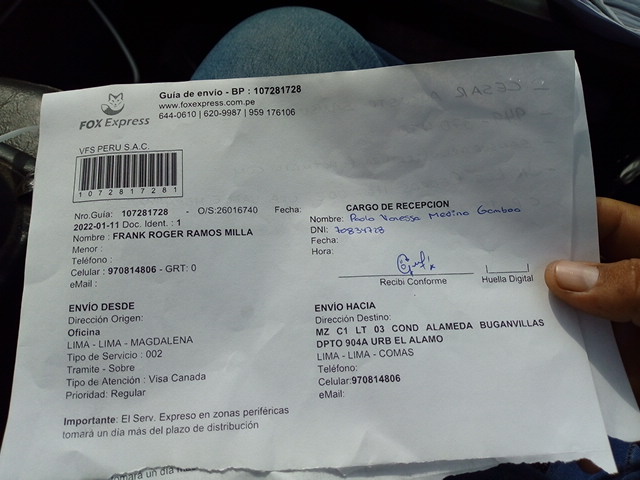 Guía de envio - BP : 107281728
www.foxexpress.com.pe
644-0610 | 620-9987 | 959 176106
FOX Express
VFS PERU S.A.C.
107281728 1
Nro.Guía: 107281728 - O/S:26016740 Fecha:
2022-01-11 Doc. Ident. : 1
Nombre : FRANK ROGER RAMOS MILLA
Menor :
Teléfono :
Celular : 970814806 - GRT: 0
eMail :
CARGO DE RECEPCION
Nombre: Vanessa Medina Gamboa
DNI: 70831728
Fecha:
Hora:
Recibi Conforme
Huella Digital
ENVÍO DESDE
Dirección Origen:
Oficina
LIMA - LIMA - MAGDALENA
Tipo de Servicio : 002
Tramite - Sobre
Tipo de Atención : Visa Canada
Prioridad: Regular
ENVÍO HACIA
Dirección Destino:
MZ C1 LT 03 COND ALAMEDA BUGANVILLAS
DPTO 904A URB EL ALAMO
LIMA - LIMA - COMAS
Teléfono:
Celular:970814806
eMail:
Importante: El Serv. Expreso en zonas periféricas
tomará un día más del plazo de distribución